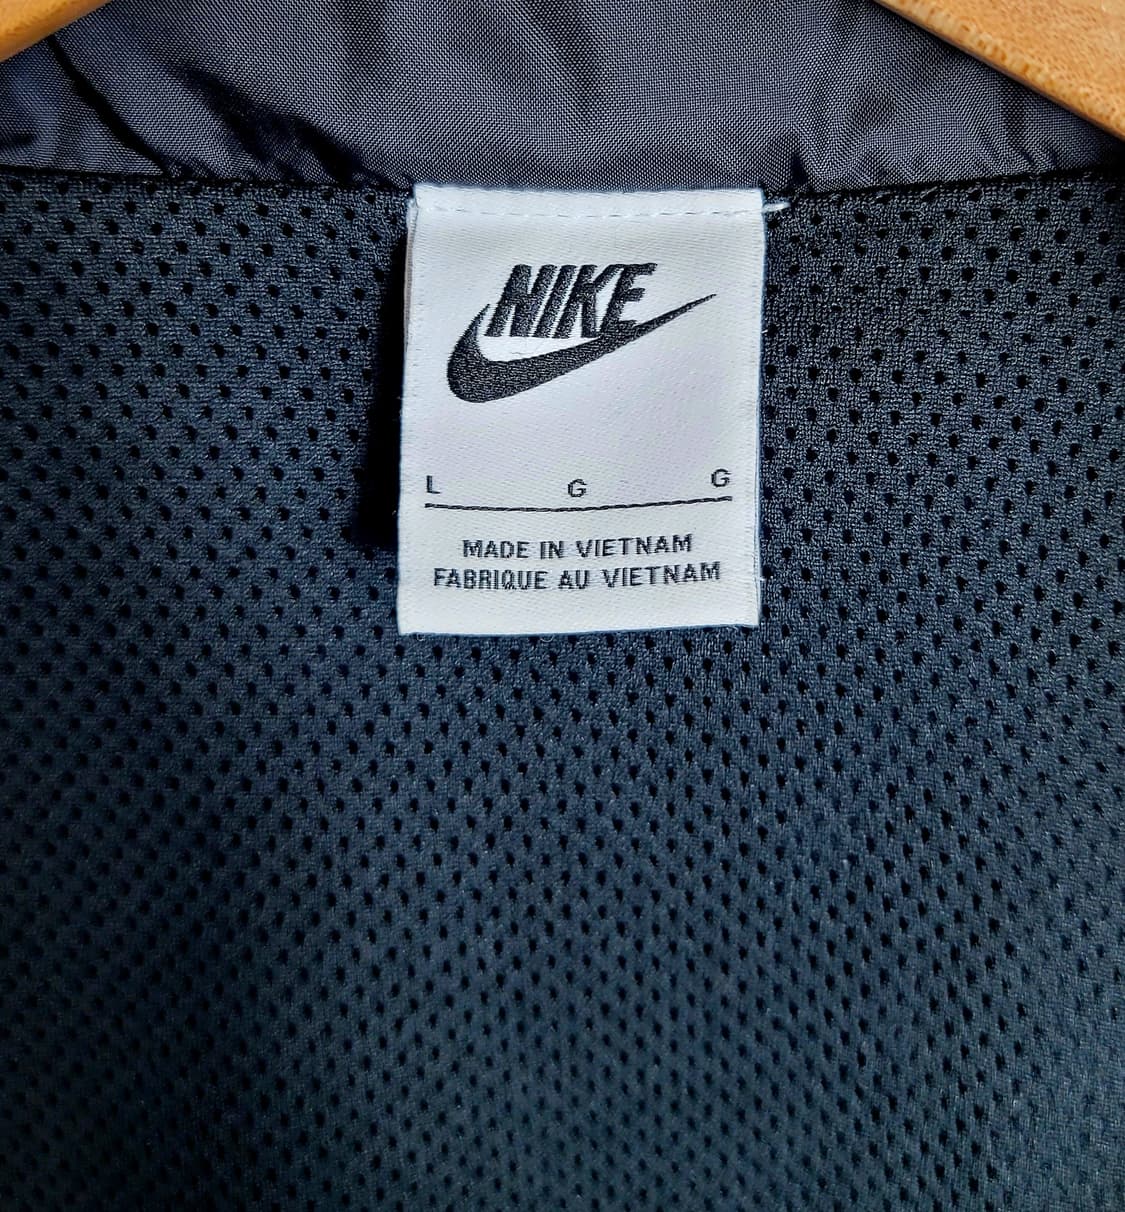 NIKE
L G G
MADE IN VIETNAM
FABRIQUE AU VIETNAM